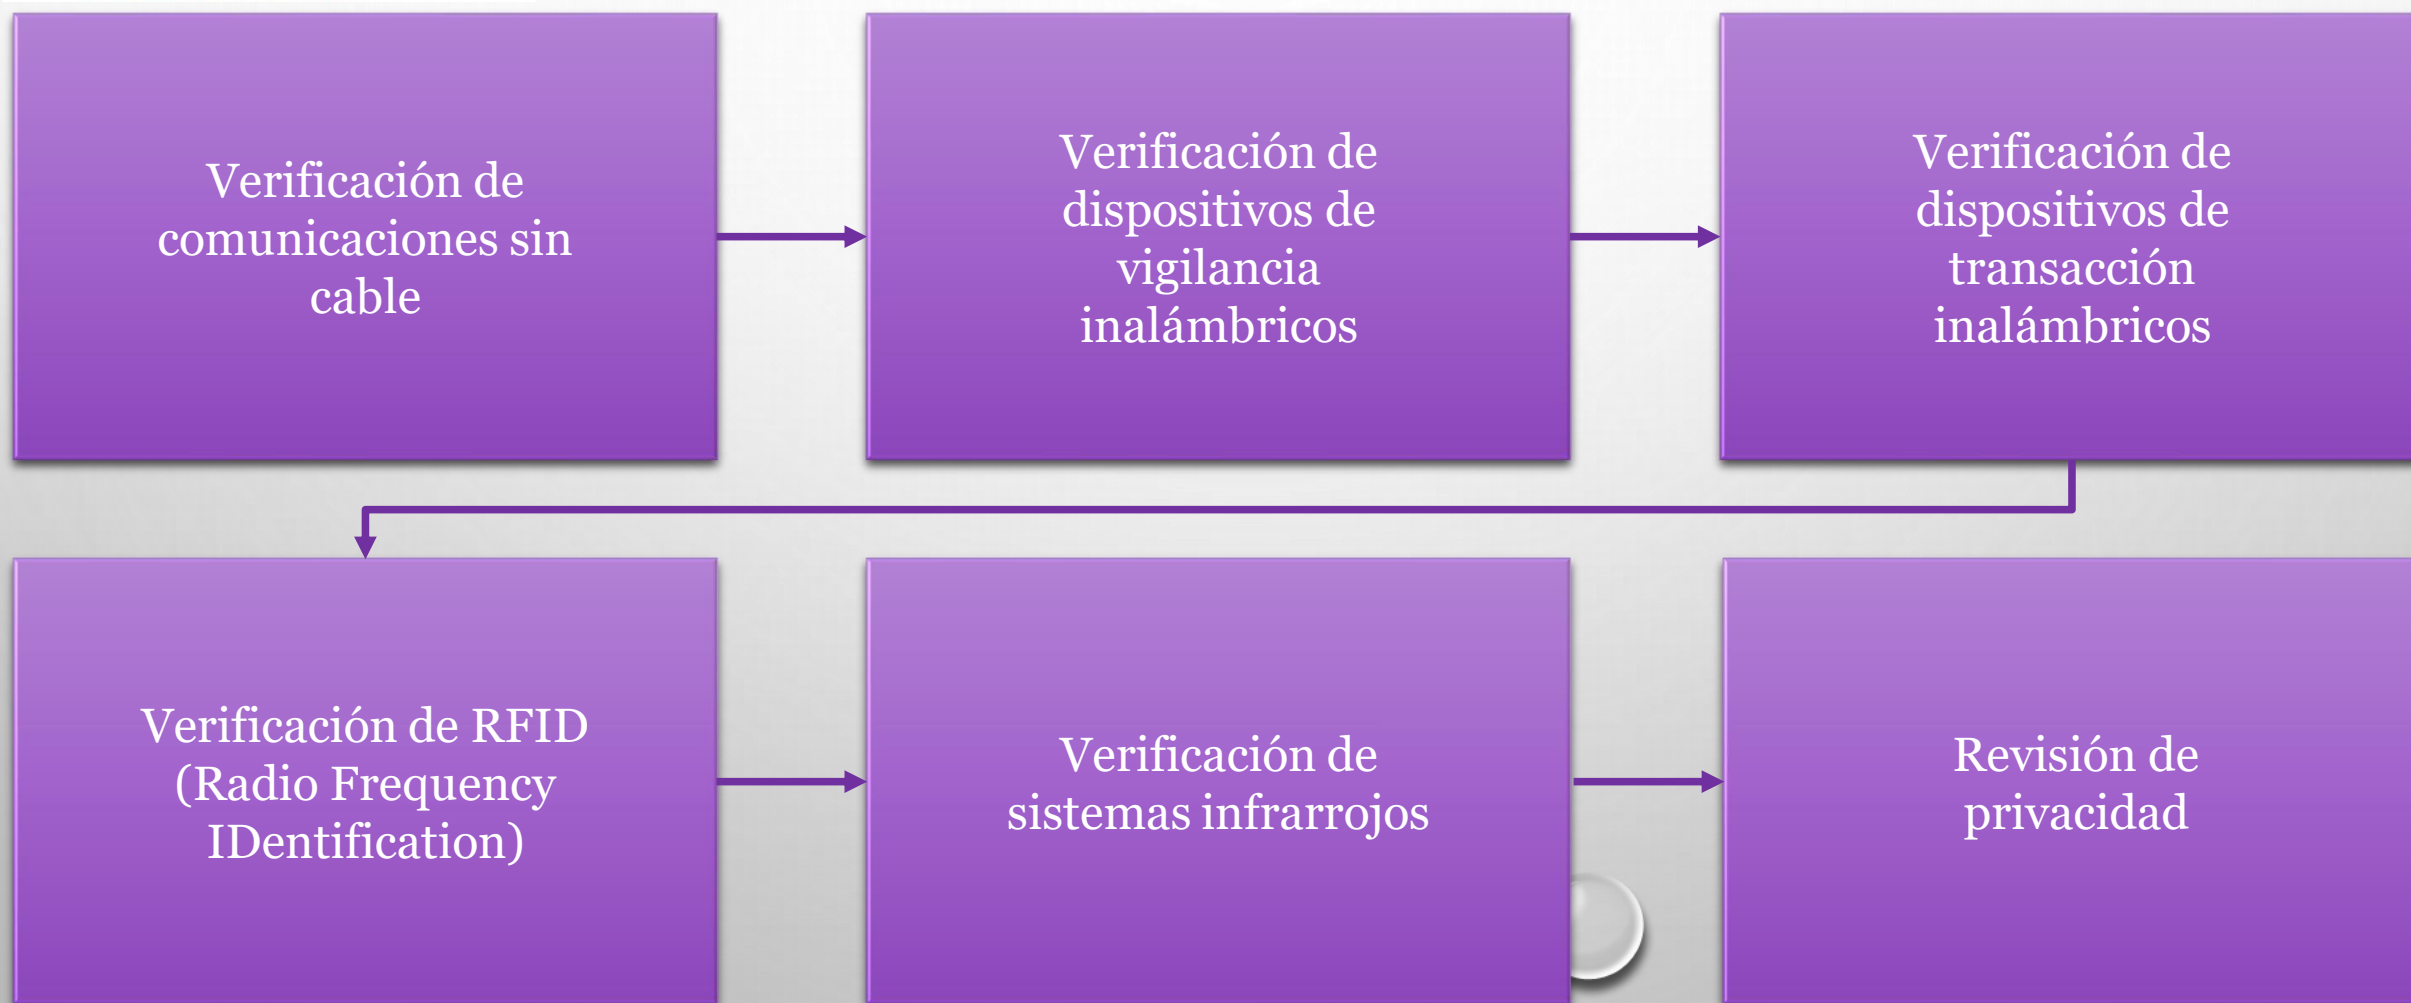 Verificación de
comunicaciones sin
cable
Verificación de
dispositivos de
vigilancia
inalámbricos
Verificación de
dispositivos de
transacción
inalámbricos
Verificación de RFID
(Radio Frequency
IDentification)
Verificación de
sistemas infrarrojos
Revisión de
privacidad